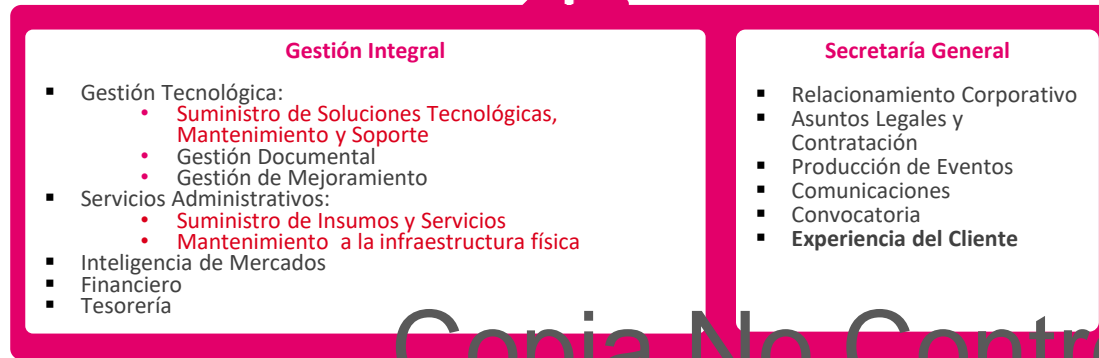 Gestión Integral
▪ Gestión Tecnológica:
• Suministro de Soluciones Tecnológicas,
Mantenimiento y Soporte
• Gestión Documental
• Gestión de Mejoramiento
▪ Servicios Administrativos:
• Suministro de Insumos y Servicios
• Mantenimiento a la infraestructura física
▪ Inteligencia de Mercados
▪ Financiero
▪ Tesorería
Secretaría General
▪ Relacionamiento Corporativo
▪ Asuntos Legales y
Contratación
▪ Producción de Eventos
▪ Comunicaciones
▪ Convocatoria
▪ Experiencia del Cliente
Copia No Contr